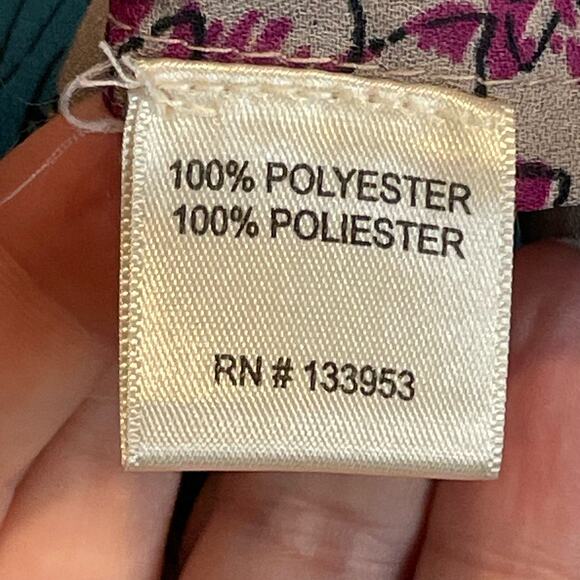 100% POLYESTER
100% POLIESTER
RN # 133953